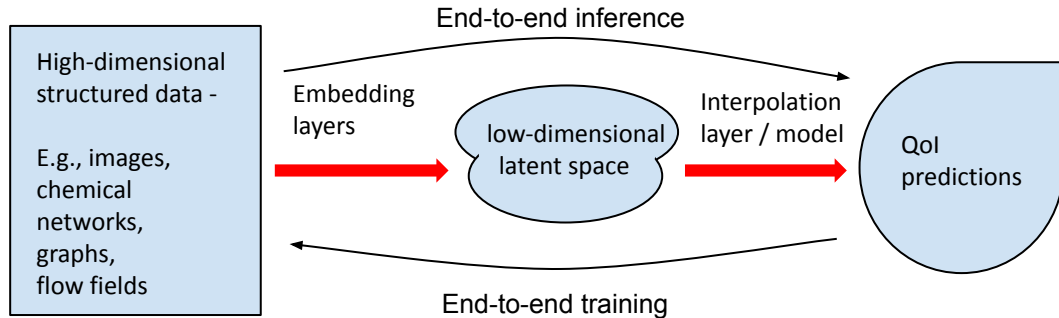 End-to-end inference
High-dimensional
structured data -
E.g., images,
chemical
networks,
graphs,
flow fields
Embedding
layers
low-dimensional
latent space
Interpolation
layer / model
QoI
predictions
End-to-end training